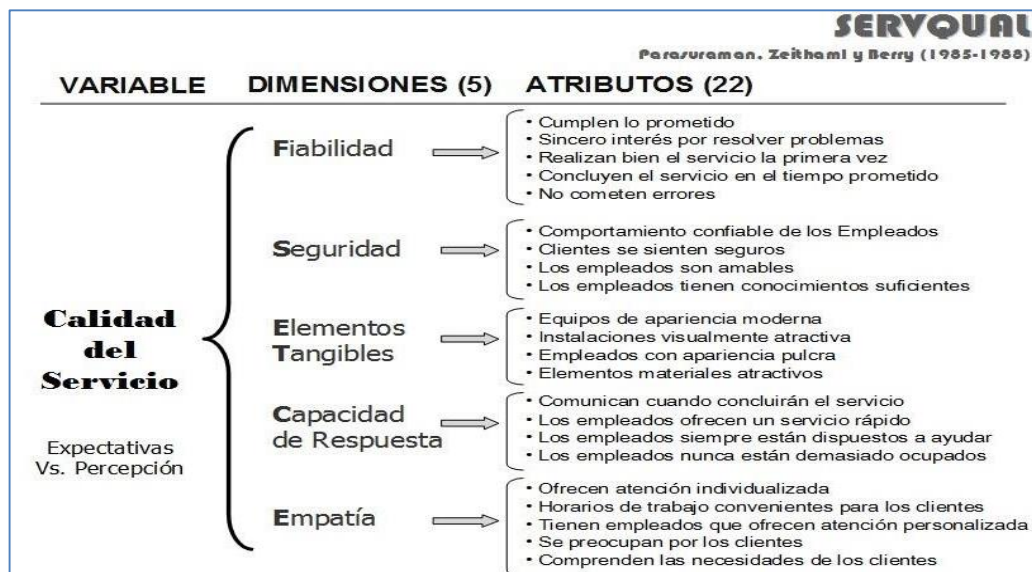 SERVQUAL
Parasuraman, Zeithaml y Berry (1985-1988)
VARIABLE DIMENSIONES (5) ATRIBUTOS (22)
Calidad
del
Servicio
Expectativas
Vs. Percepción
Fiabilidad
• Cumplen lo prometido
• Sincero interés por resolver problemas
• Realizan bien el servicio la primera vez
• Concluyen el servicio en el tiempo prometido
• No cometen errores
Seguridad
• Comportamiento confiable de los Empleados
• Clientes se sienten seguros
• Los empleados son amables
• Los empleados tienen conocimientos suficientes
Elementos
Tangibles
• Equipos de apariencia moderna
• Instalaciones visualmente atractiva
• Empleados con apariencia pulcra
• Elementos materiales atractivos
Capacidad
de Respuesta
• Comunican cuando concluirán el servicio
• Los empleados ofrecen un servicio rápido
• Los empleados siempre están dispuestos a ayudar
• Los empleados nunca están demasiado ocupados
Empatía
• Ofrecen atención individualizada
• Horarios de trabajo convenientes para los clientes
• Tienen empleados que ofrecen atención personalizada
• Se preocupan por los clientes
• Comprenden las necesidades de los clientes